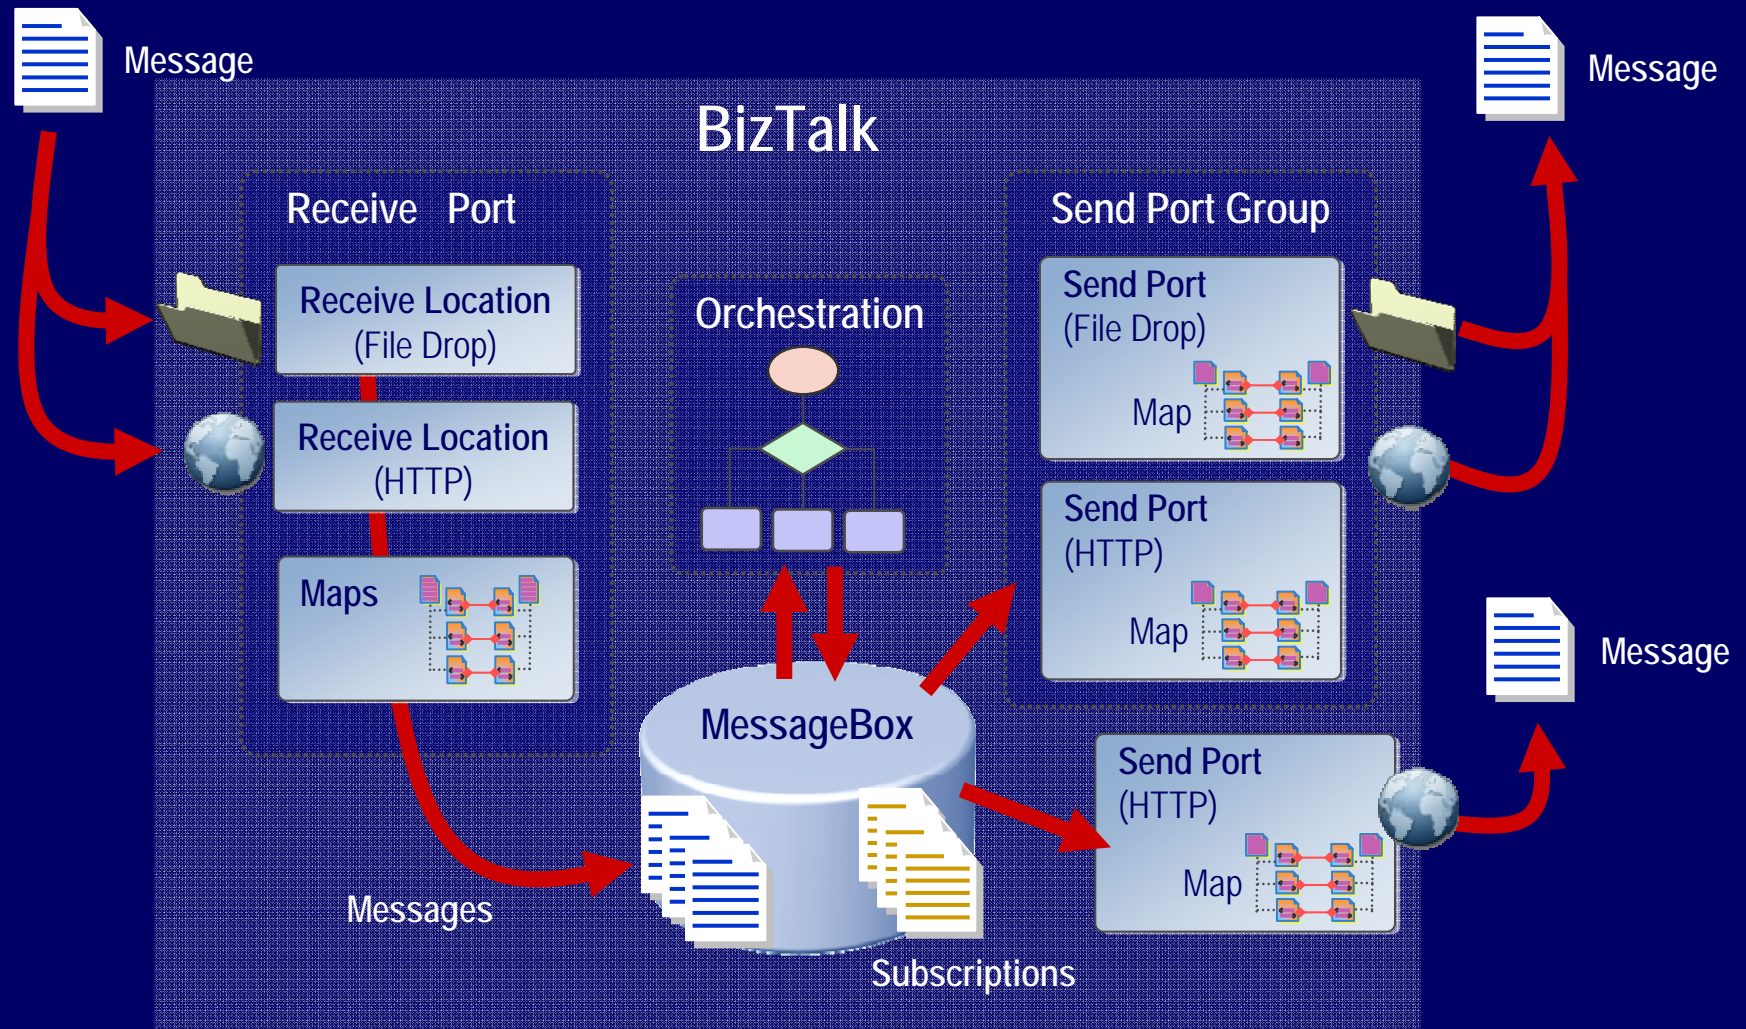 Message
Message
BizTalk
Receive Port
Receive Location
(File Drop)
Receive Location
(HTTP)
Maps
Orchestration
Send Port Group
Send Port
(File Drop)
Map
Send Port
(HTTP)
Map
Message
MessageBox
Send Port
(HTTP)
Map
Messages
Subscriptions